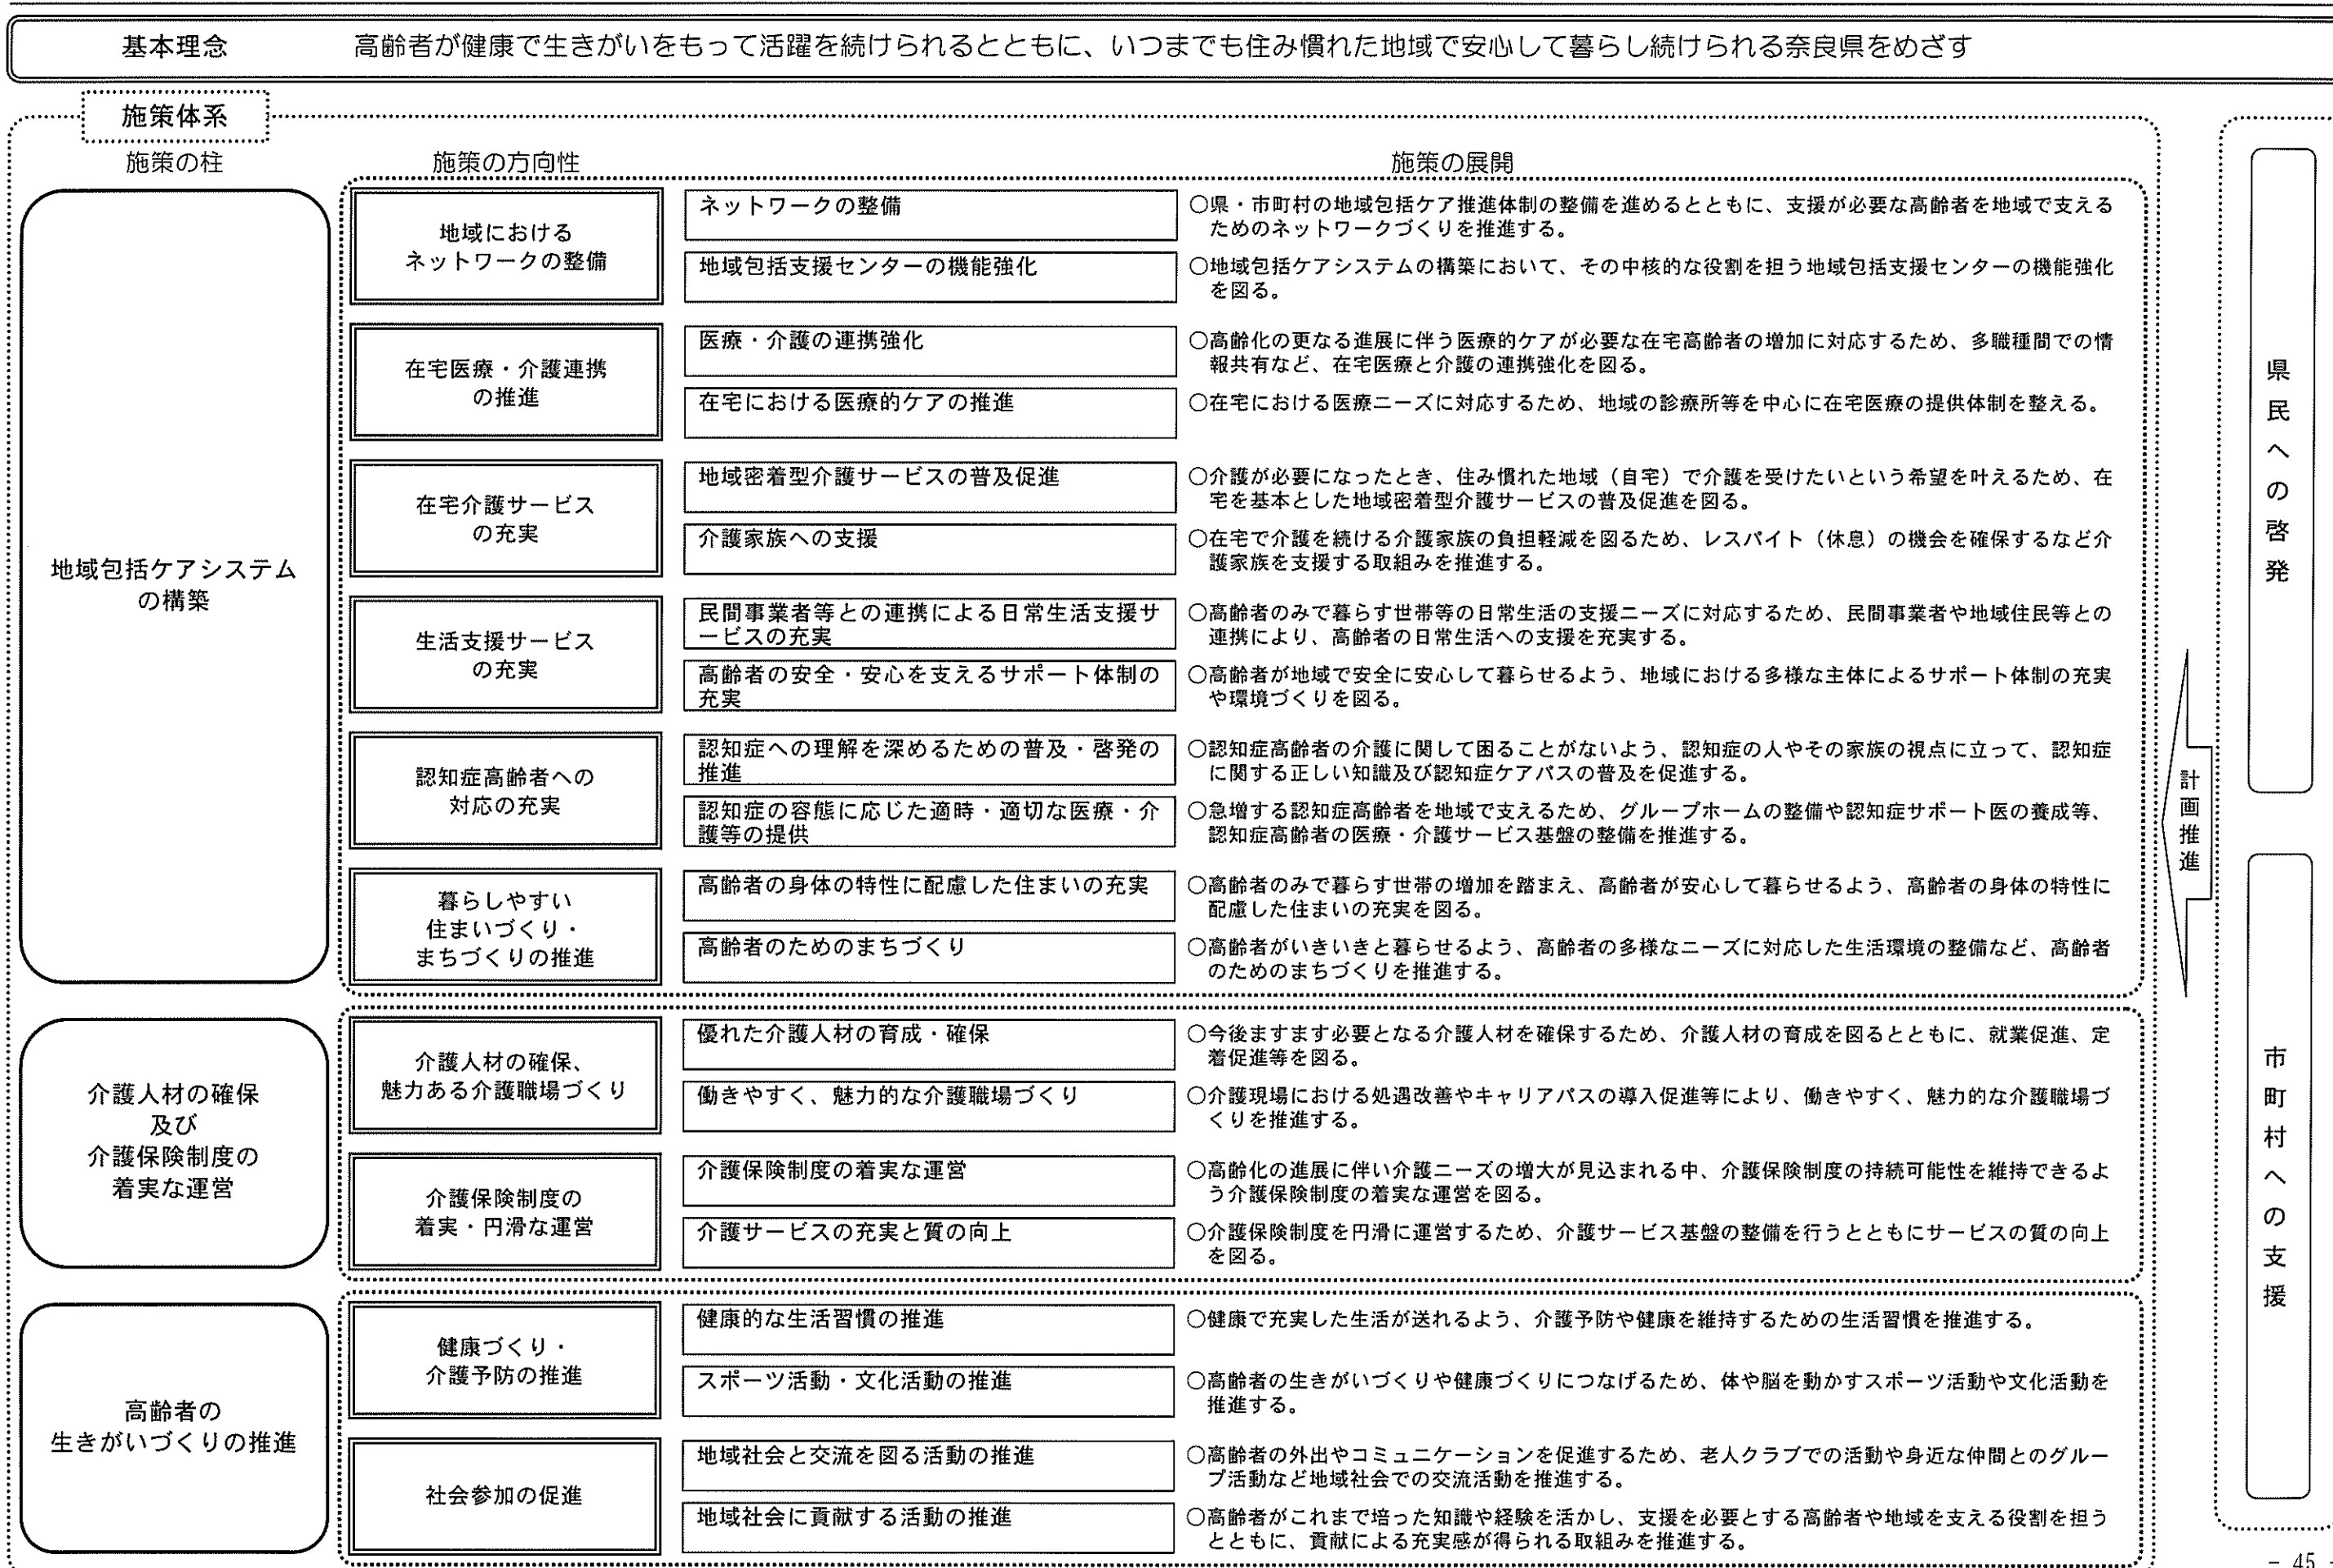 基本理念
高齢者が健康で生きがいをもって活躍を続けられるとともに、いつまでも住み慣れた地域で安心して暮らし続けられる奈良県をめざす
施策体系
施策の柱
施策の方向性
施策の展開
地域包括ケアシステム
の構築
地域における
ネットワークの整備
ネットワークの整備
○県・市町村の地域包括ケア推進体制の整備を進めるとともに、支援が必要な高齢者を地域で支える
ためのネットワークづくりを推進する。
地域包括支援センターの機能強化
○地域包括ケアシステムの構築において、その中核的な役割を担う地域包括支援センターの機能強化
を図る。
在宅医療・介護連携
の推進
医療・介護の連携強化
○高齢化の更なる進展に伴う医療的ケアが必要な在宅高齢者の増加に対応するため、多職種間での情
報共有など、在宅医療と介護の連携強化を図る。
在宅における医療的ケアの推進
○在宅における医療ニーズに対応するため、地域の診療所等を中心に在宅医療の提供体制を整える。
在宅介護サービス
の充実
地域密着型介護サービスの普及促進
○介護が必要になったとき、住み慣れた地域（自宅）で介護を受けたいという希望を叶えるため、在
宅を基本とした地域密着型介護サービスの普及促進を図る。
介護家族への支援
○在宅で介護を続ける介護家族の負担軽減を図るため、レスパイト（休息）の機会を確保するなど介
護家族を支援する取組みを推進する。
生活支援サービス
の充実
民間事業者等との連携による日常生活支援サ
ービスの充実
○高齢者のみで暮らす世帯等の日常生活の支援ニーズに対応するため、民間事業者や地域住民等との
連携により、高齢者の日常生活への支援を充実する。
高齢者の安全・安心を支えるサポート体制の
充実
○高齢者が地域で安全に安心して暮らせるよう、地域における多様な主体によるサポート体制の充実
や環境づくりを図る。
認知症高齢者への
対応の充実
認知症への理解を深めるための普及・啓発の
推進
○認知症高齢者の介護に関して困ることがないよう、認知症の人やその家族の視点に立って、認知症
に関する正しい知識及び認知症ケアパスの普及を促進する。
認知症の容態に応じた適時・適切な医療・介
護等の提供
○急増する認知症高齢者を地域で支えるため、グループホームの整備や認知症サポート医の養成等、
認知症高齢者の医療・介護サービス基盤の整備を推進する。
暮らしやすい
住まいづくり・
まちづくりの推進
高齢者の身体の特性に配慮した住まいの充実
○高齢者のみで暮らす世帯の増加を踏まえ、高齢者が安心して暮らせるよう、高齢者の身体の特性に
配慮した住まいの充実を図る。
高齢者のためのまちづくり
○高齢者がいきいきと暮らせるよう、高齢者の多様なニーズに対応した生活環境の整備など、高齢者
のためのまちづくりを推進する。
介護人材の確保
及び
介護保険制度の
着実な運営
介護人材の確保、
魅力ある介護職場づくり
優れた介護人材の育成・確保
○今後ますます必要となる介護人材を確保するため、介護人材の育成を図るとともに、就業促進、定
着促進等を図る。
働きやすく、魅力的な介護職場づくり
○介護現場における処遇改善やキャリアパスの導入促進等により、働きやすく、魅力的な介護職場づ
くりを推進する。
介護保険制度の
着実・円滑な運営
介護保険制度の着実な運営
○高齢化の進展に伴い介護ニーズの増大が見込まれる中、介護保険制度の持続可能性を維持できるよ
う介護保険制度の着実な運営を図る。
介護サービスの充実と質の向上
○介護保険制度を円滑に運営するため、介護サービス基盤の整備を行うとともにサービスの質の向上
を図る。
高齢者の
生きがいづくりの推進
健康づくり・
介護予防の推進
健康的な生活習慣の推進
○健康で充実した生活が送れるよう、介護予防や健康を維持するための生活習慣を推進する。
スポーツ活動・文化活動の推進
○高齢者の生きがいづくりや健康づくりにつなげるため、体や脳を動かすスポーツ活動や文化活動を
推進する。
社会参加の促進
地域社会と交流を図る活動の推進
○高齢者の外出やコミュニケーションを促進するため、老人クラブでの活動や身近な仲間とのグルー
プ活動など地域社会での交流活動を推進する。
地域社会に貢献する活動の推進
○高齢者がこれまで培った知識や経験を活かし、支援を必要とする高齢者や地域を支える役割を担う
とともに、貢献による充実感が得られる取組みを推進する。
計画推進
県民への啓発
市町村への支援
- 45 -